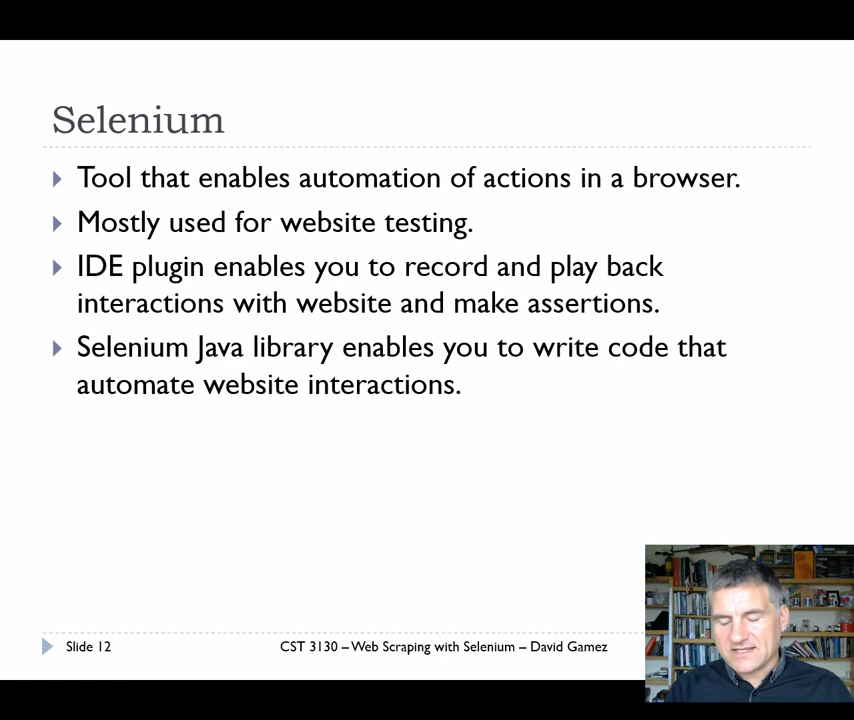 Selenium
Tool that enables automation of actions in a browser.
Mostly used for website testing.
IDE plugin enables you to record and play back
interactions with website and make assertions.
Selenium Java library enables you to write code that
automate website interactions.
Slide 12
CST 3130 – Web Scraping with Selenium – David Gamez